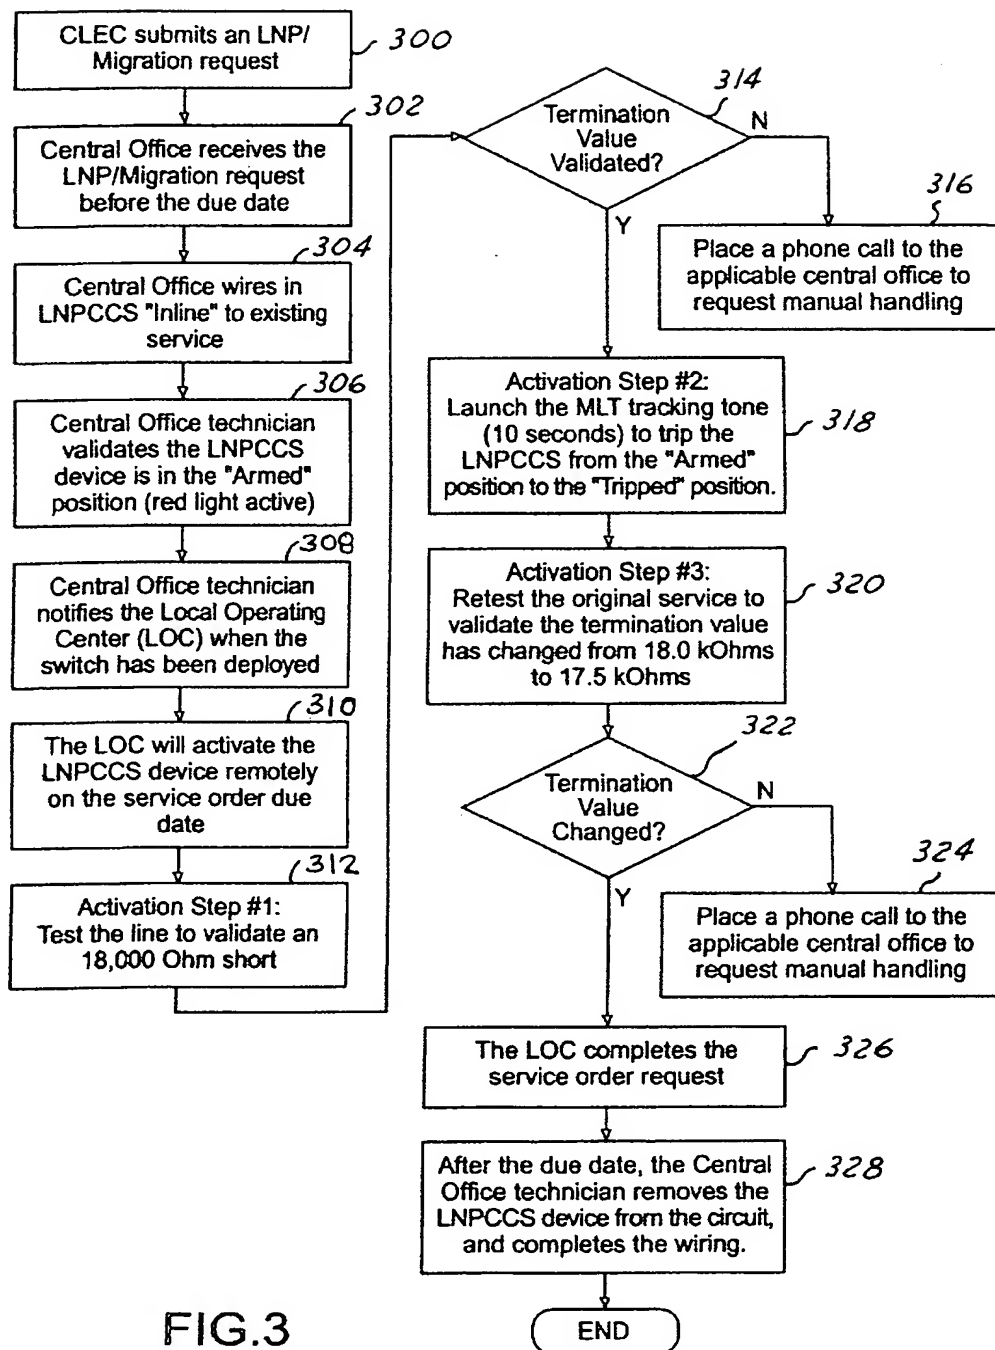 CLEC submits an LNP/
Migration request
300
302
Central Office receives the
LNP/Migration request
before the due date
304
Central Office wires in
LNPCCS "Inline" to existing
service
306
Central Office technician
validates the LNPCCS
device is in the "Armed"
position (red light active)
308
Central Office technician
notifies the Local Operating
Center (LOC) when the
switch has been deployed
310
The LOC will activate the
LNPCCS device remotely
on the service order due
date
312
Activation Step #1:
Test the line to validate an
18,000 Ohm short
314
Termination
Value
Validated?
N
Y
316
Place a phone call to the
applicable central office to
request manual handling
Activation Step #2:
Launch the MLT tracking tone
(10 seconds) to trip the
LNPCCS from the "Armed"
position to the "Tripped" position.
318
Activation Step #3:
Retest the original service to
validate the termination value
has changed from 18.0 kOhms
to 17.5 kOhms
320
322
Termination
Value
Changed?
N
Y
324
Place a phone call to the
applicable central office to
request manual handling
The LOC completes the
service order request
326
After the due date, the Central
Office technician removes the
LNPCCS device from the circuit,
and completes the wiring.
328
END
FIG.3